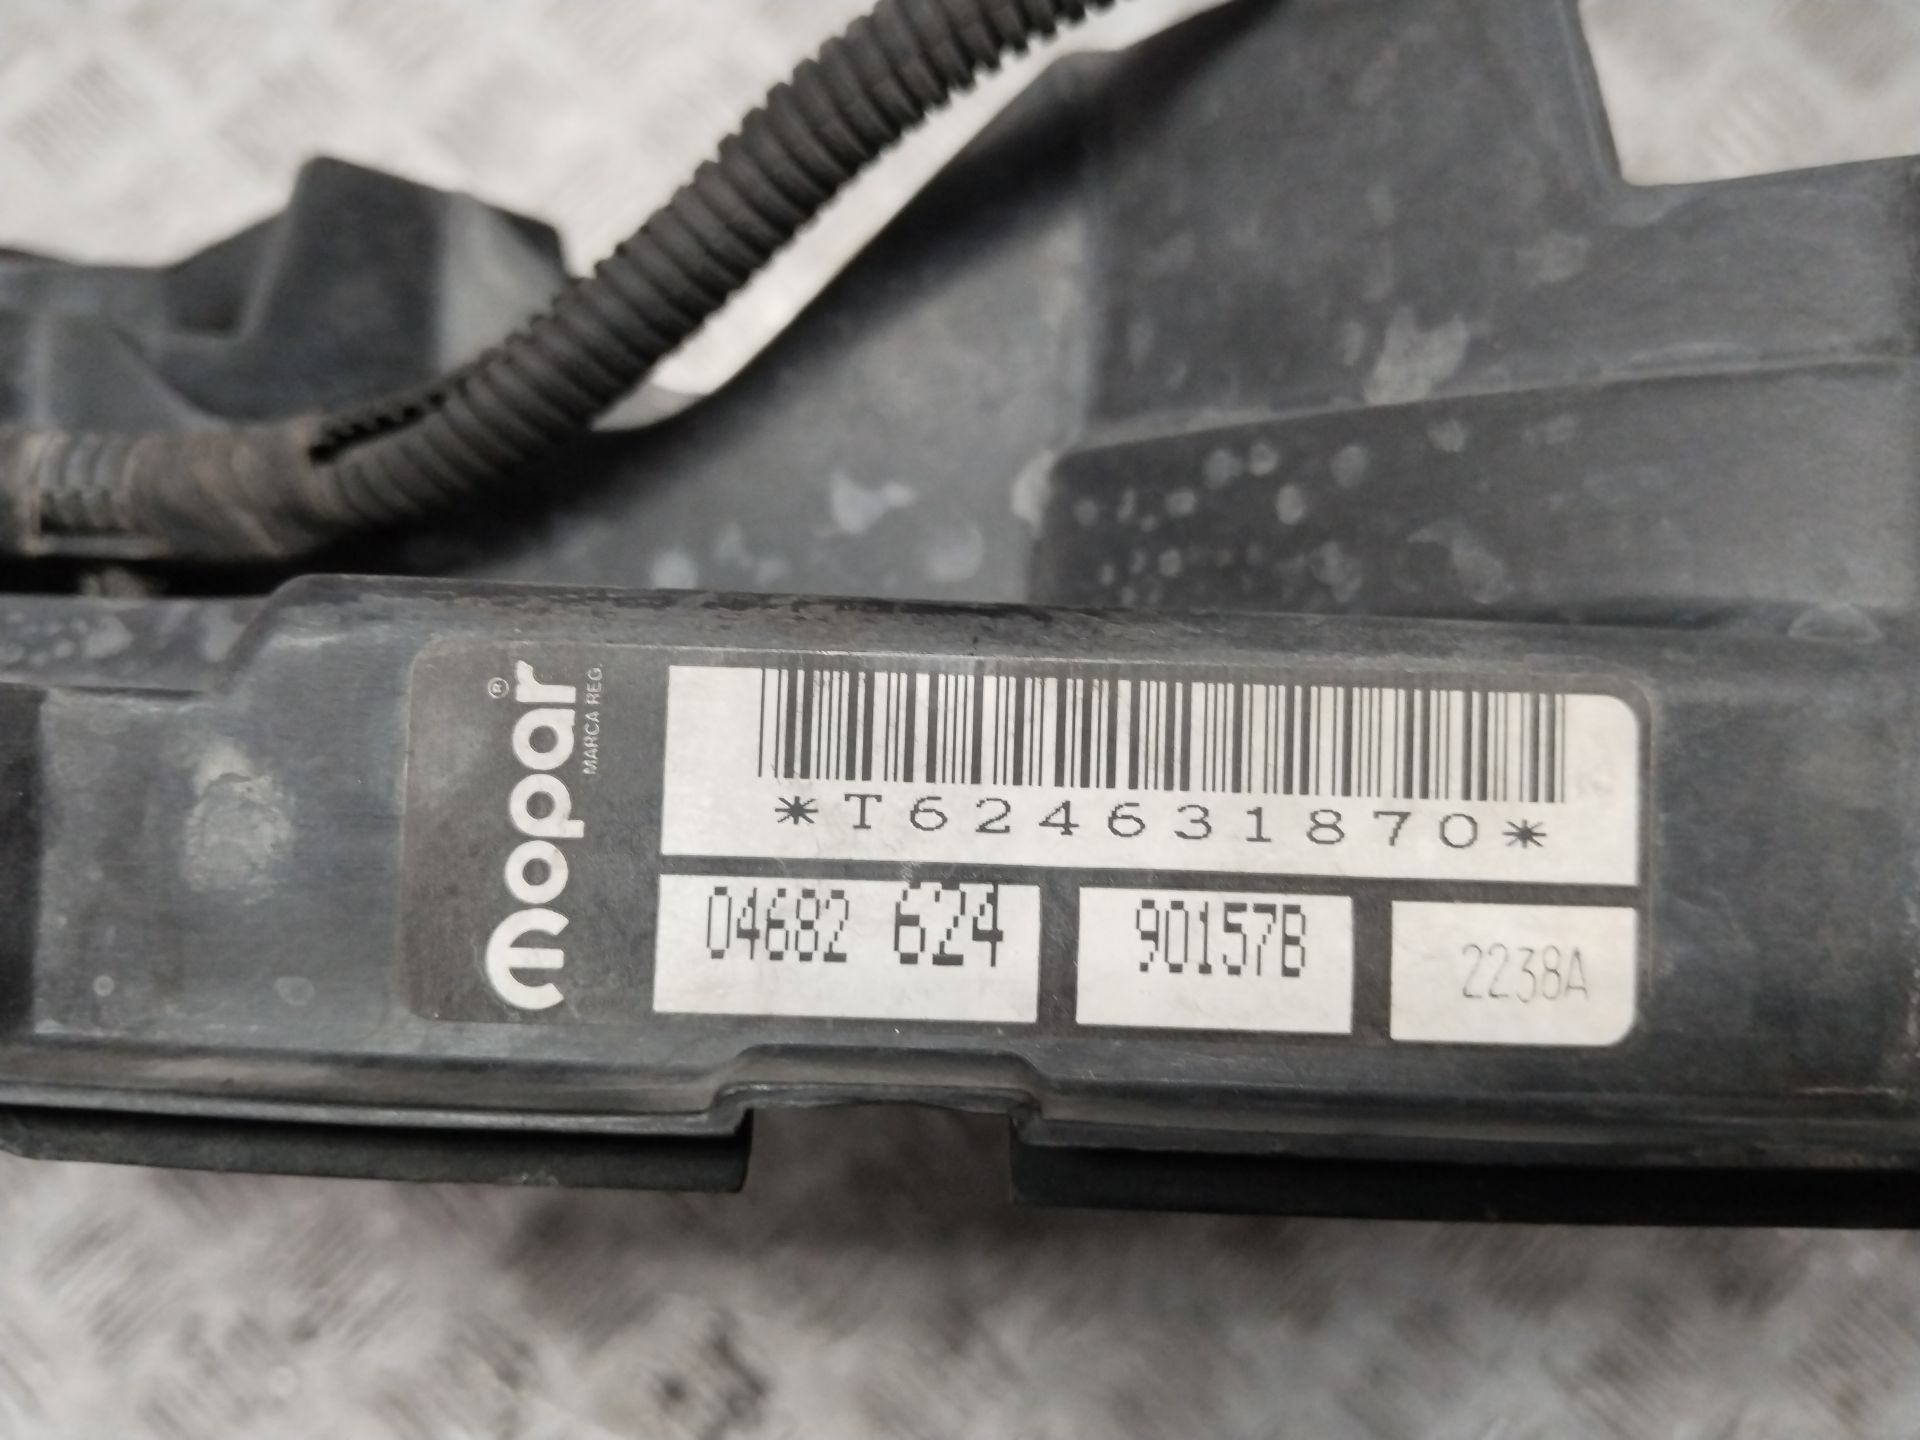 mopar®
MARCA REG.
*T624631870*
04682 624 90157B 2238A